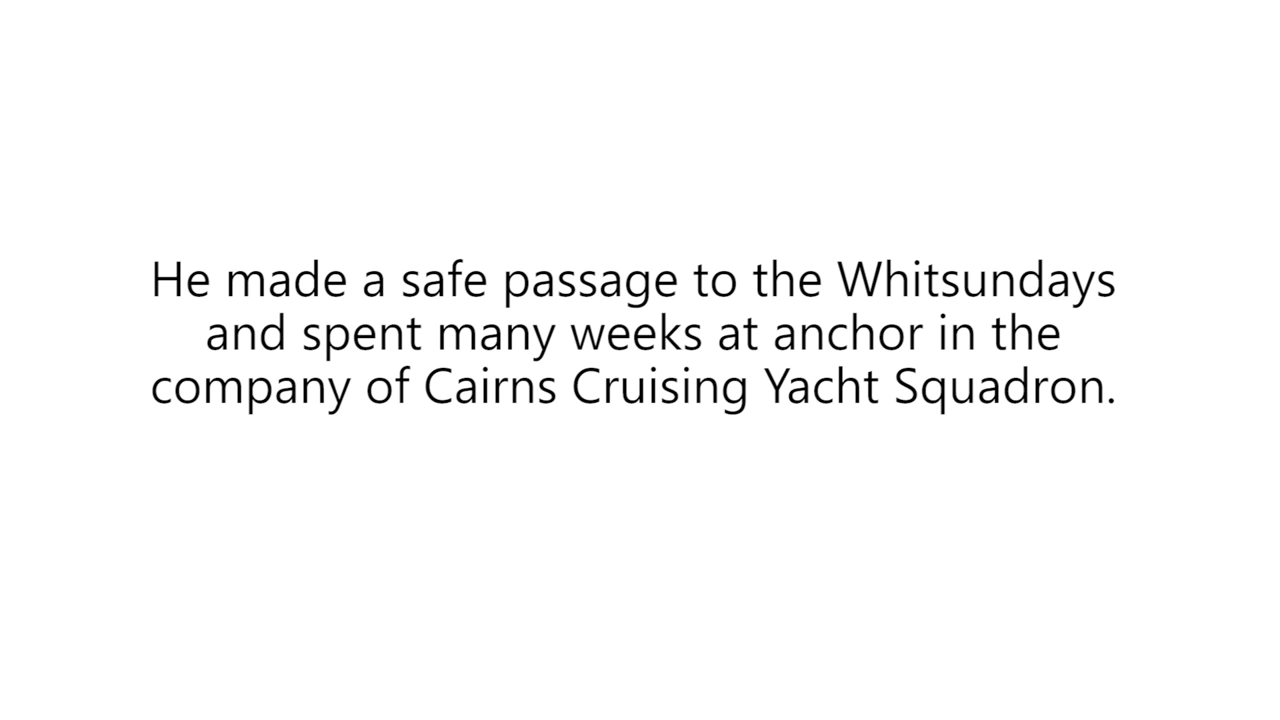 He made a safe passage to the Whitsundays
and spent many weeks at anchor in the
company of Cairns Cruising Yacht Squadron.